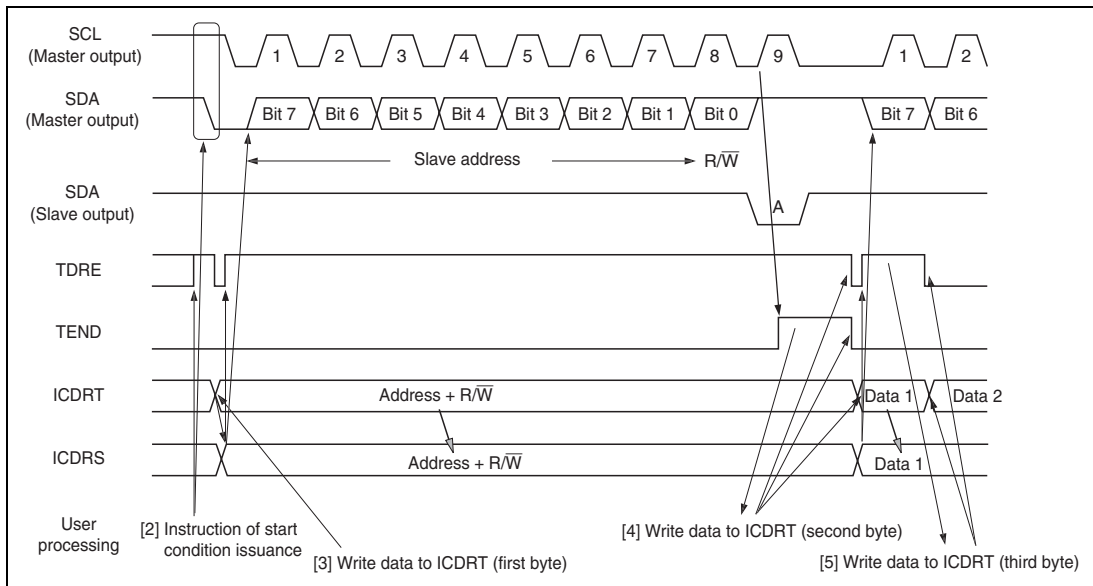 SCL
(Master output)
1 2 3 4 5 6 7 8 9 1 2
SDA
(Master output)
Bit 7 Bit 6 Bit 5 Bit 4 Bit 3 Bit 2 Bit 1 Bit 0 Bit 7 Bit 6
Slave address R/W̅
SDA
(Slave output)
A
TDRE
TEND
ICDRT
Address + R/W̅ Data 1 Data 2
ICDRS
Address + R/W̅ Data 1
User
processing
[2] Instruction of start
condition issuance
[3] Write data to ICDRT (first byte)
[4] Write data to ICDRT (second byte)
[5] Write data to ICDRT (third byte)